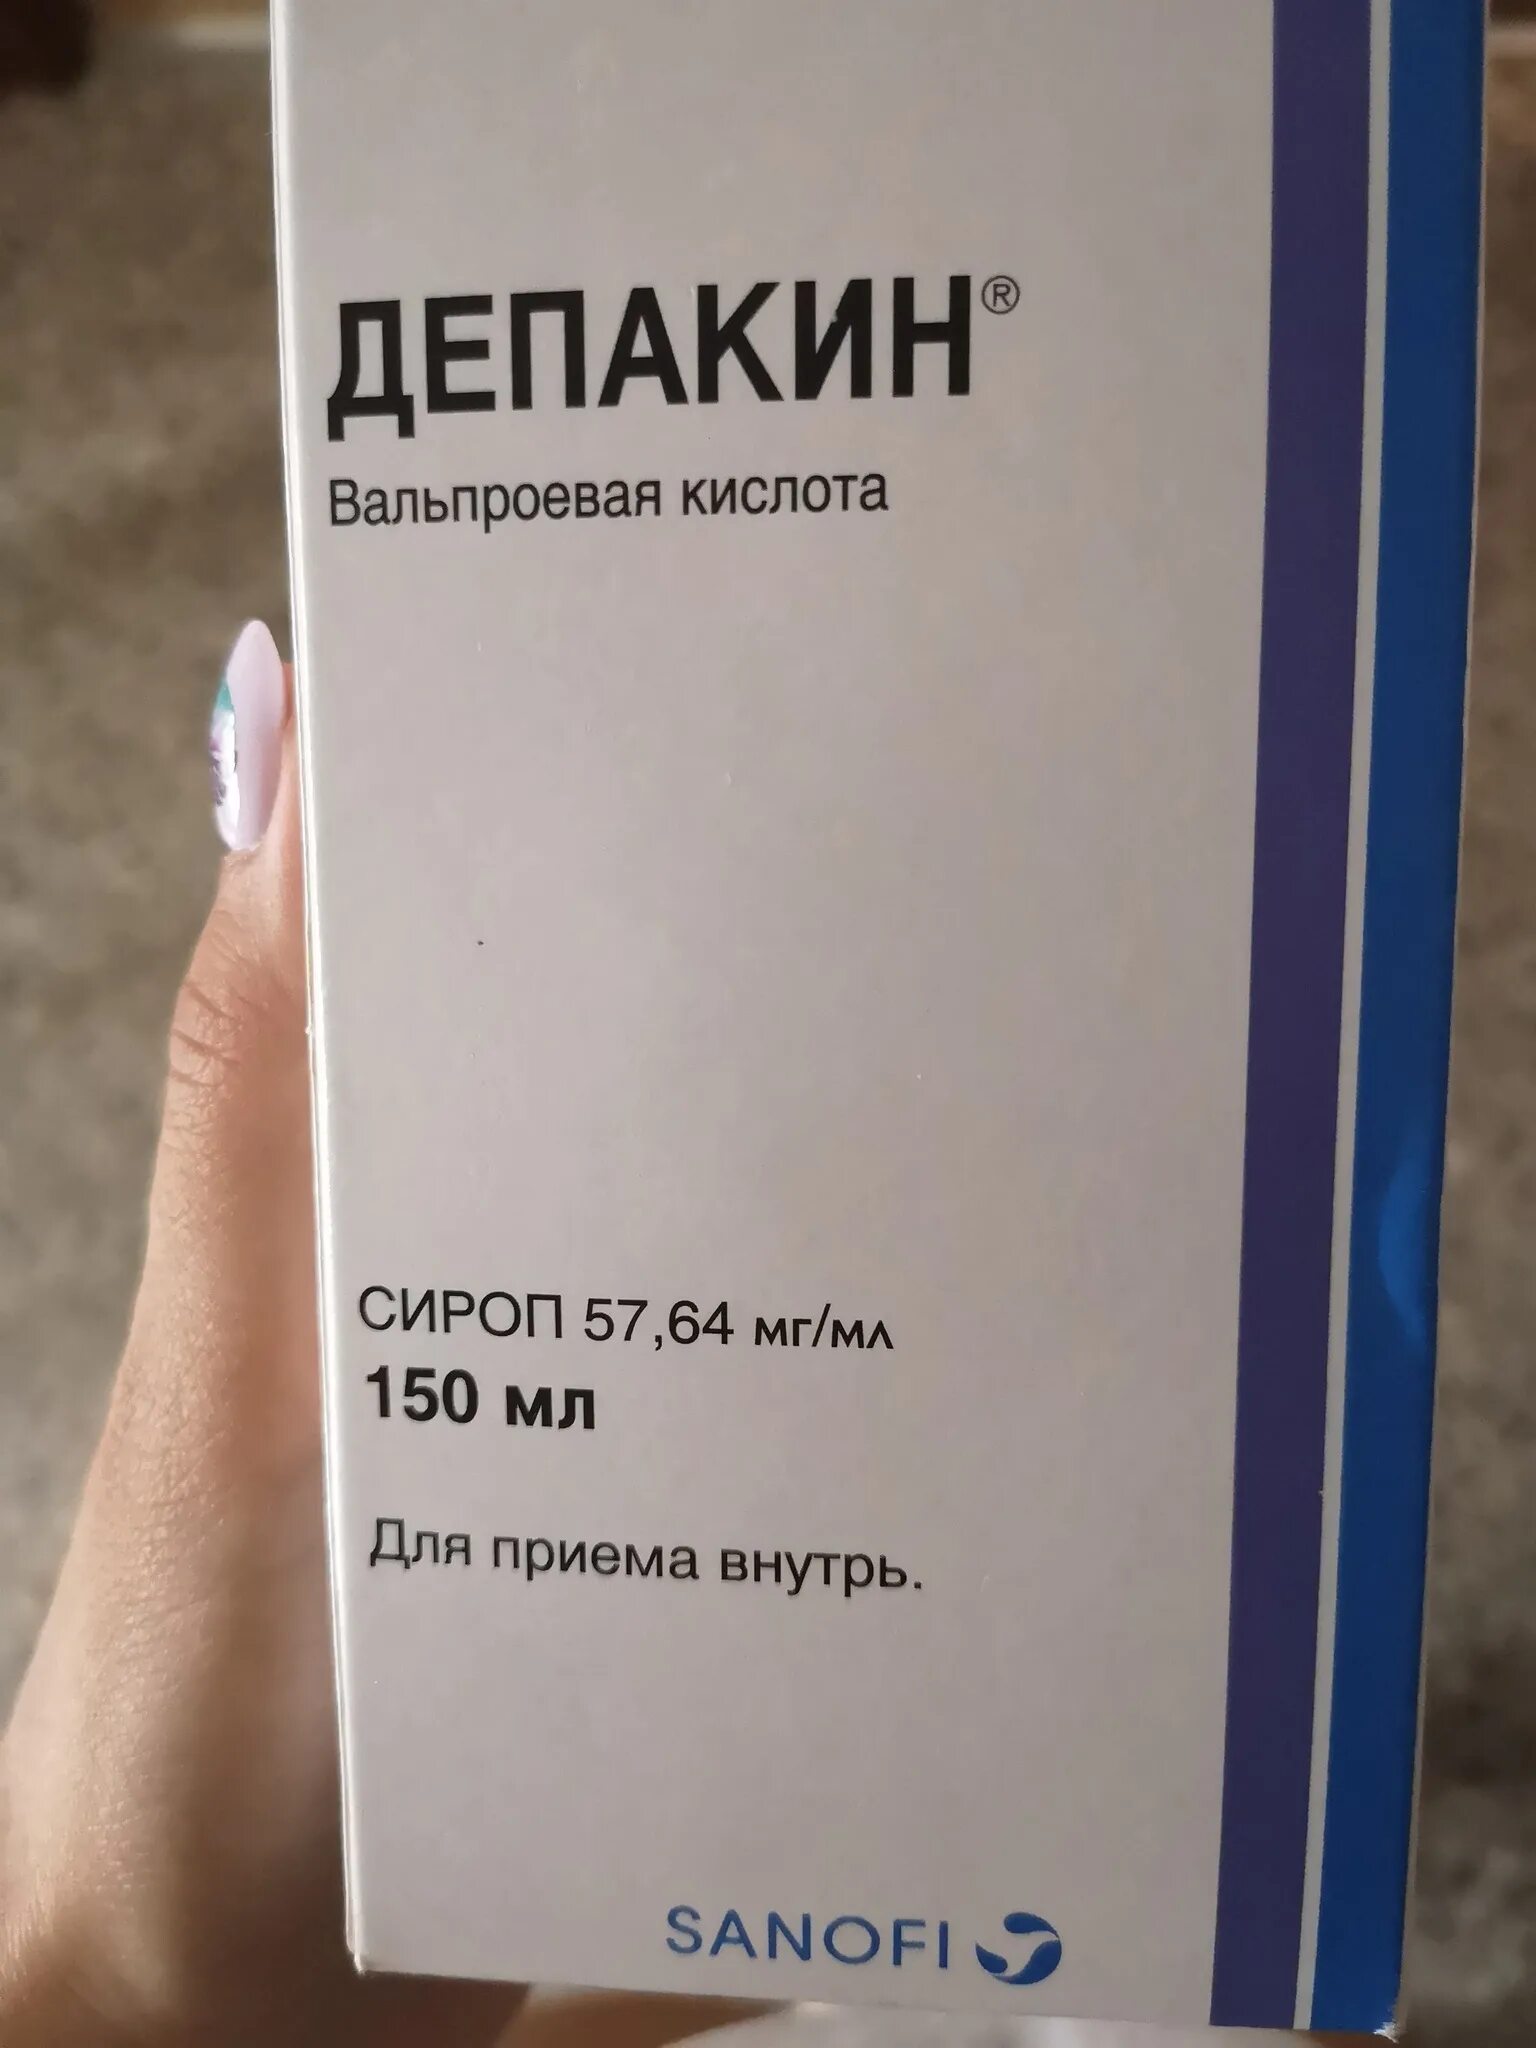 ДЕПАКИН®
Вальпроевая кислота
СИРОП 57,64 мг/мл
150 мл
Для приема внутрь.
SANOFI